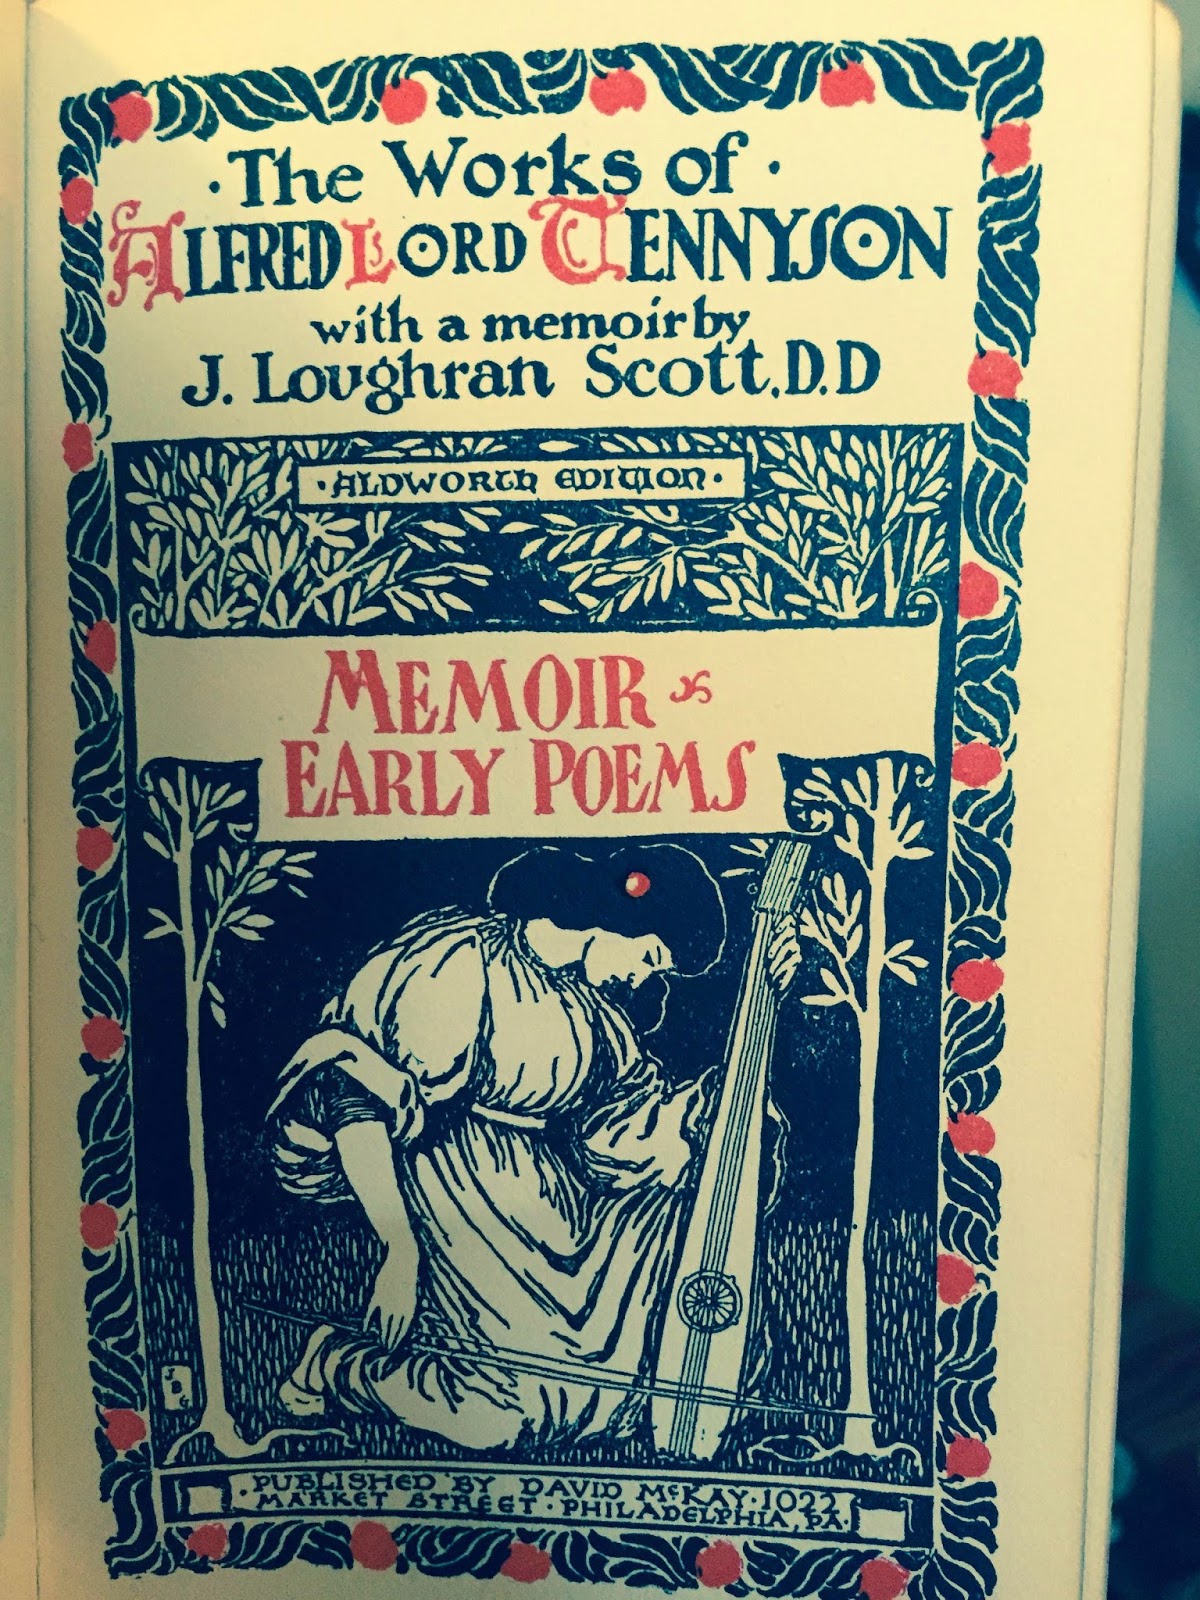 ·The Works of·
ALFRED LORD TENNYSON
with a memoir by
J. Loughran Scott, D.D
·ALDWORTH EDITION·
MEMOIR
EARLY POEMS
·PUBLISHED BY DAVID McKAY·1022
MARKET STREET·PHILADELPHIA, PA·